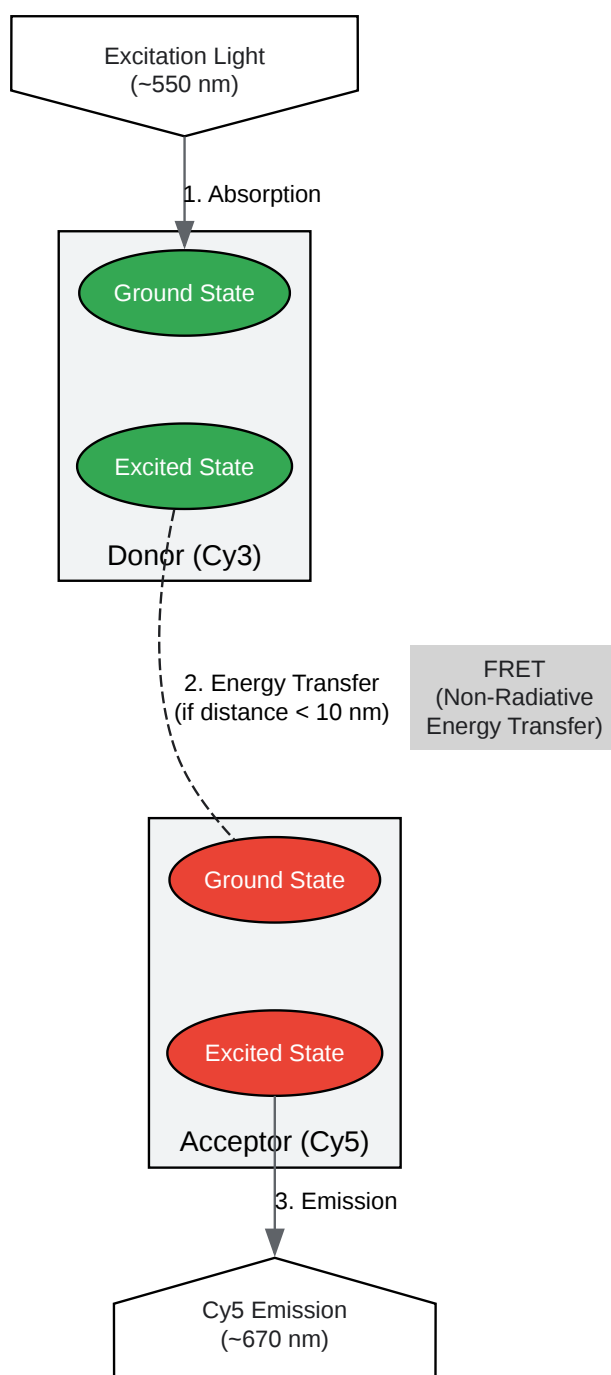 Excitation Light
(~550 nm)
1. Absorption
Ground State
Excited State
Donor (Cy3)
2. Energy Transfer
(if distance < 10 nm)
FRET
(Non-Radiative
Energy Transfer)
Ground State
Excited State
Acceptor (Cy5)
3. Emission
Cy5 Emission
(~670 nm)